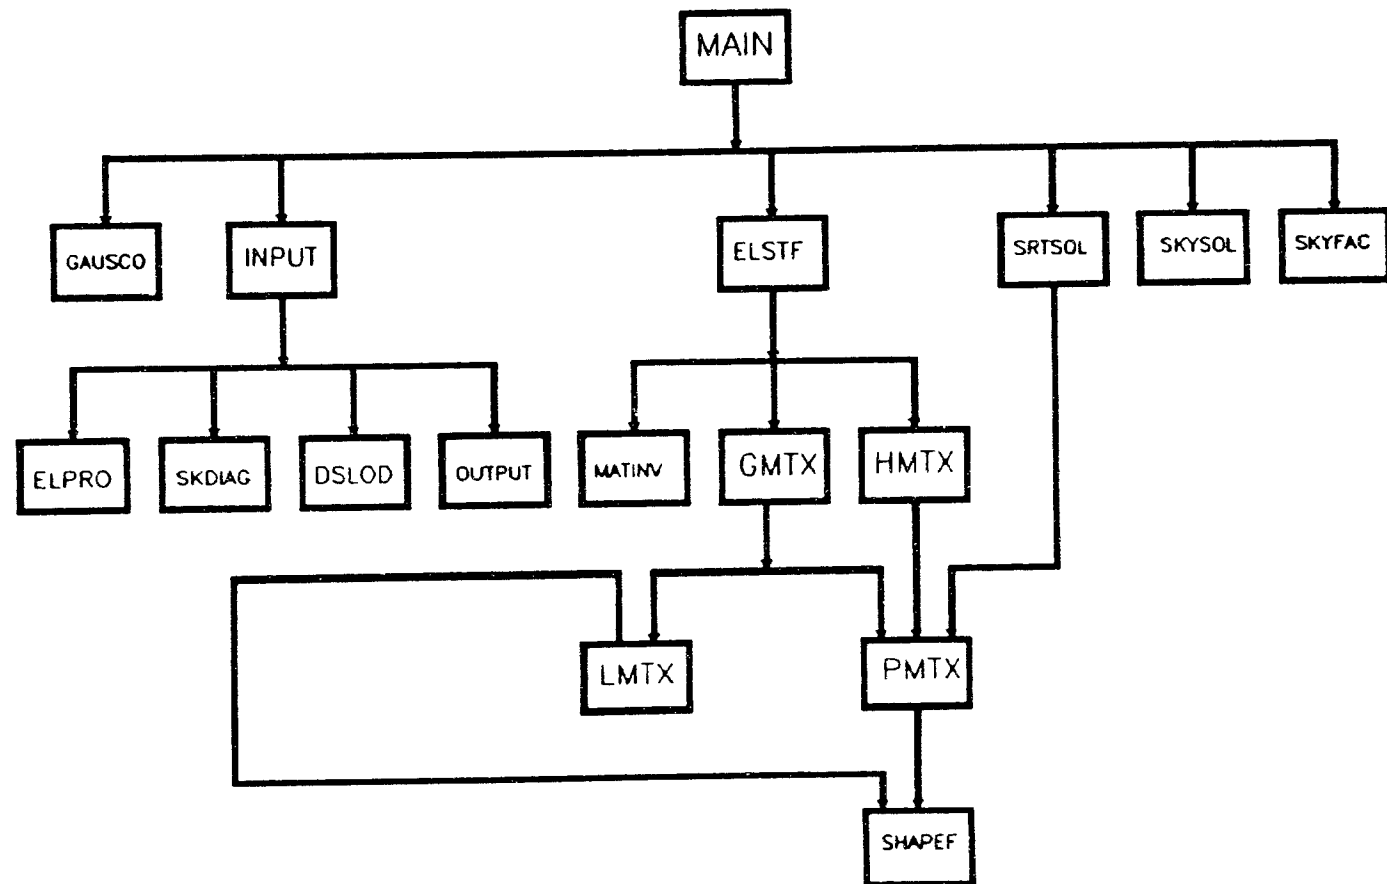 MAIN
GAUSCO
INPUT
ELSTF
SRTSOL
SKYSOL
SKYFAC
ELPRO
SKDIAG
DSLOD
OUTPUT
MATINV
GMTX
HMTX
LMTX
PMTX
SHAPEF